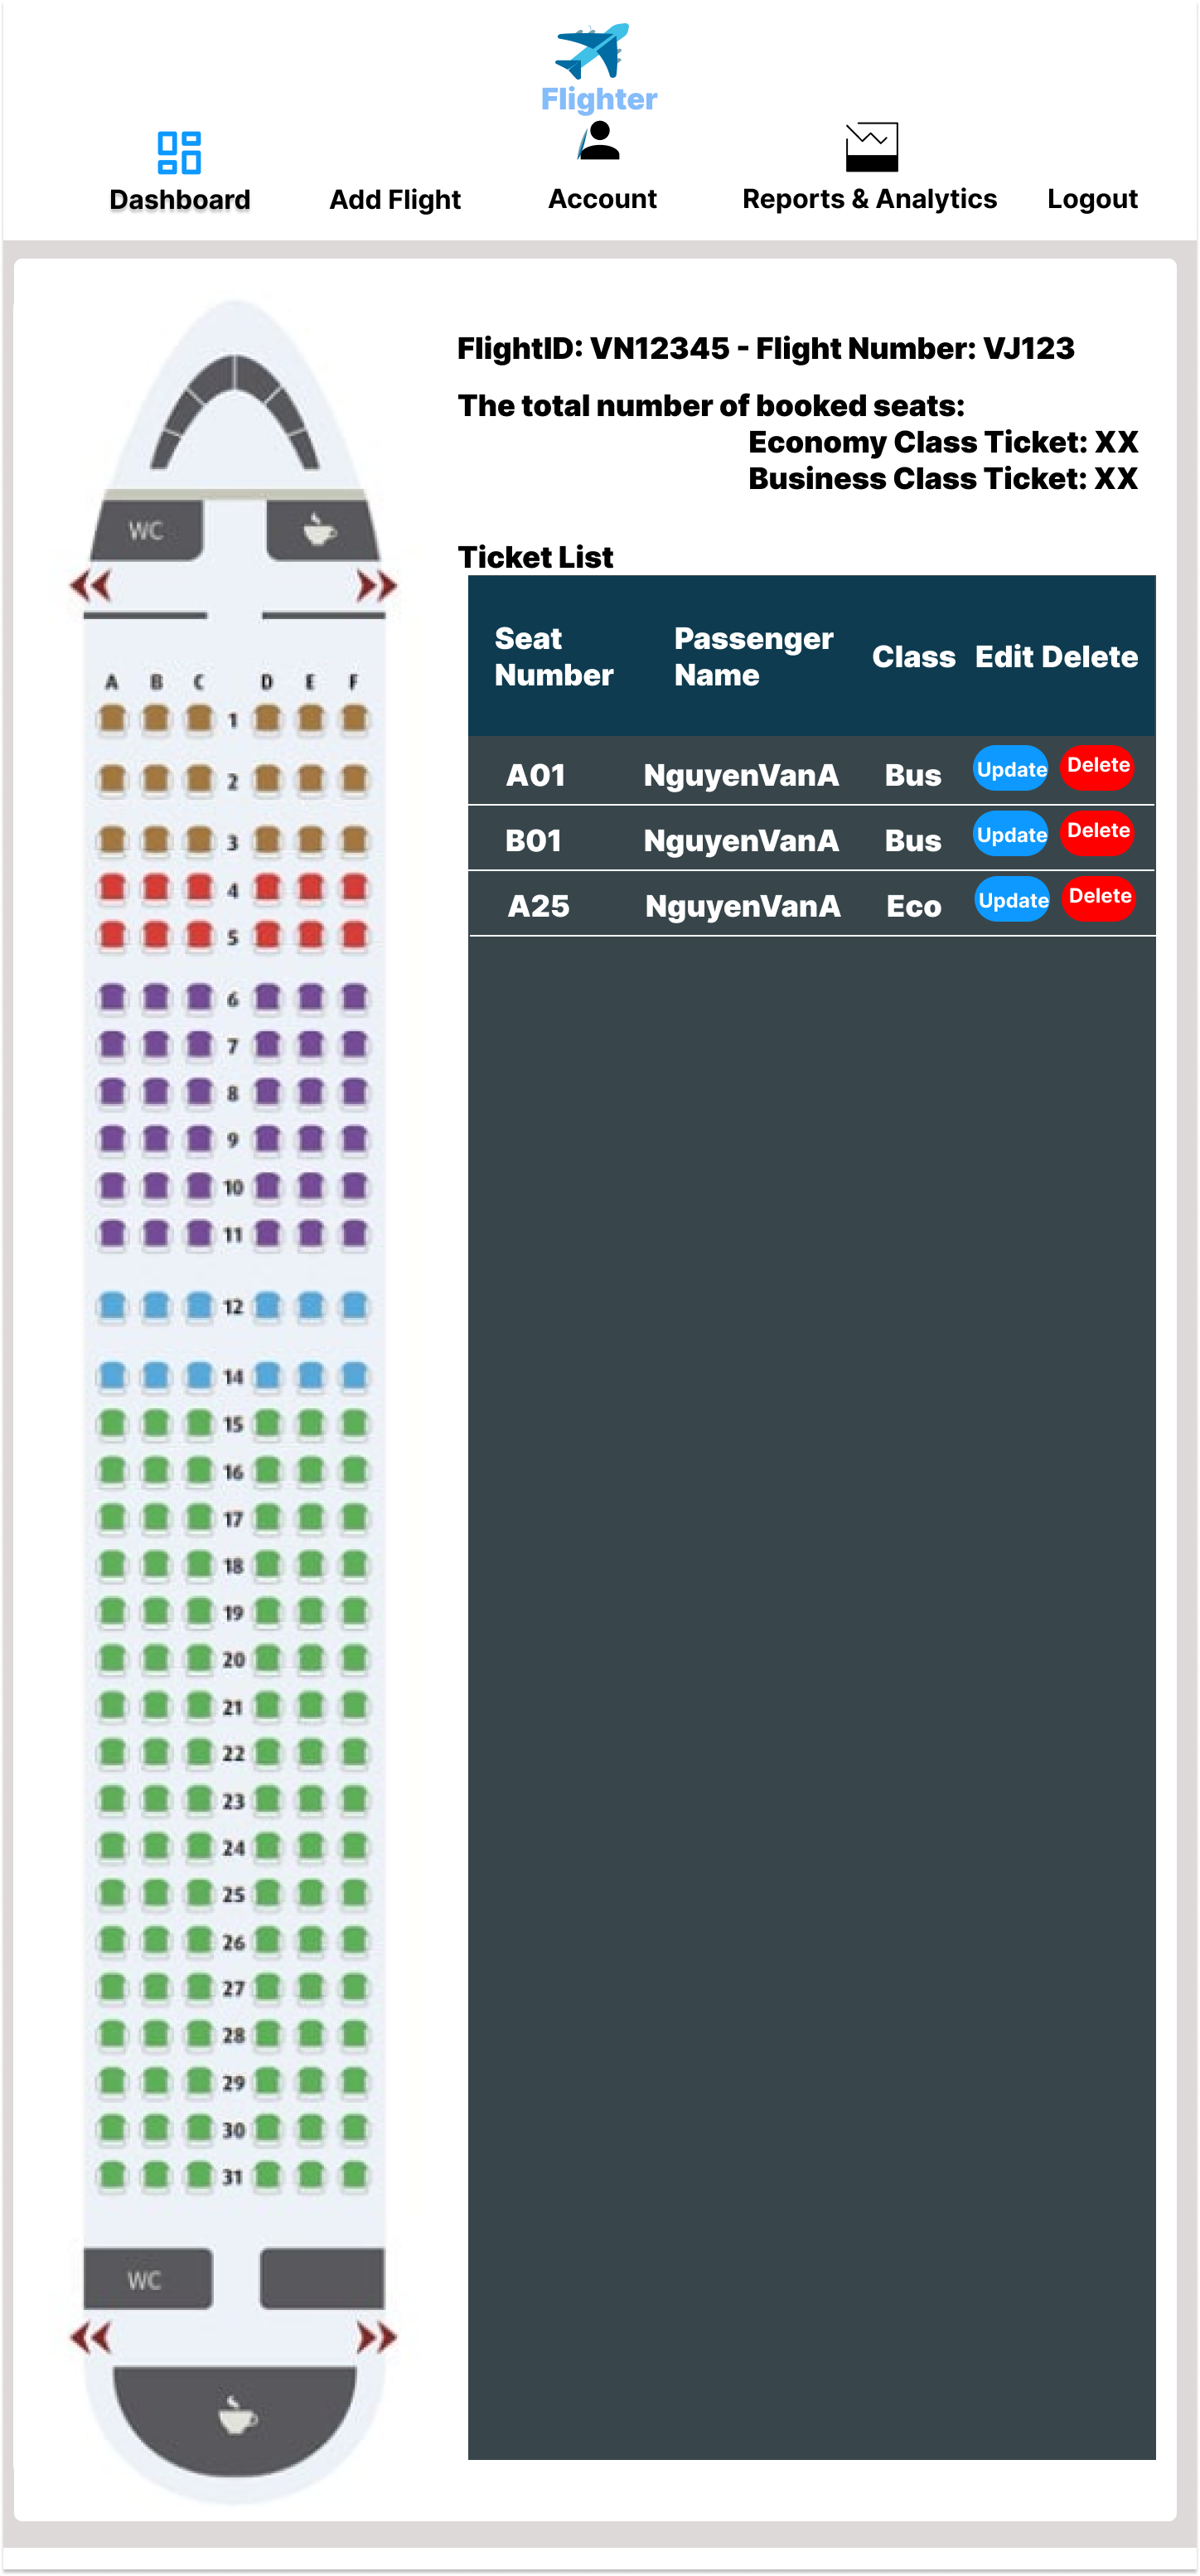 Flighter
Dashboard
Add Flight
Account
Reports & Analytics
Logout
FlightID: VN12345 - Flight Number: VJ123
The total number of booked seats:
Economy Class Ticket: XX
Business Class Ticket: XX
Ticket List
Seat Number
Passenger Name
Class
Edit
Delete
A01 NguyenVanA Bus Update Delete
B01 NguyenVanA Bus Update Delete
A25 NguyenVanA Eco Update Delete
WC
A B C D E F
1
2
3
4
5
6
7
8
9
10
11
12
14
15
16
17
18
19
20
21
22
23
24
25
26
27
28
29
30
31
WC